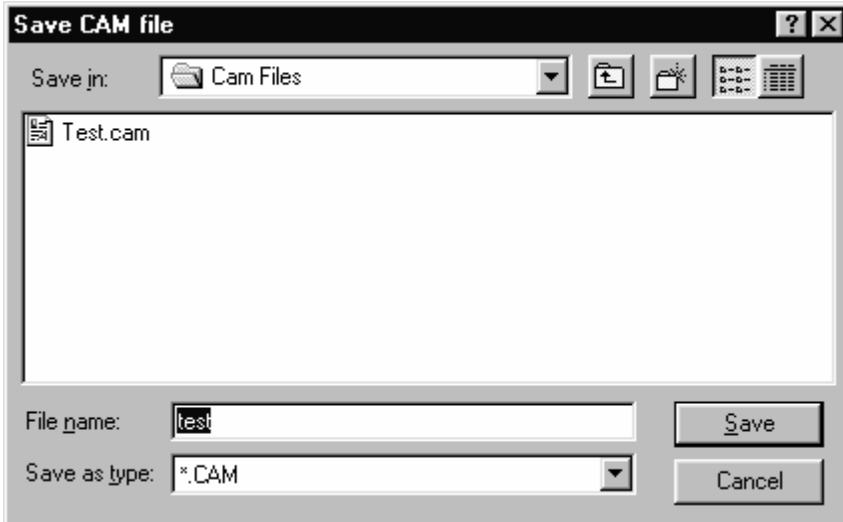 Save CAM file
Save in: Cam Files
Test.cam
File name: test Save
Save as type: *.CAM Cancel